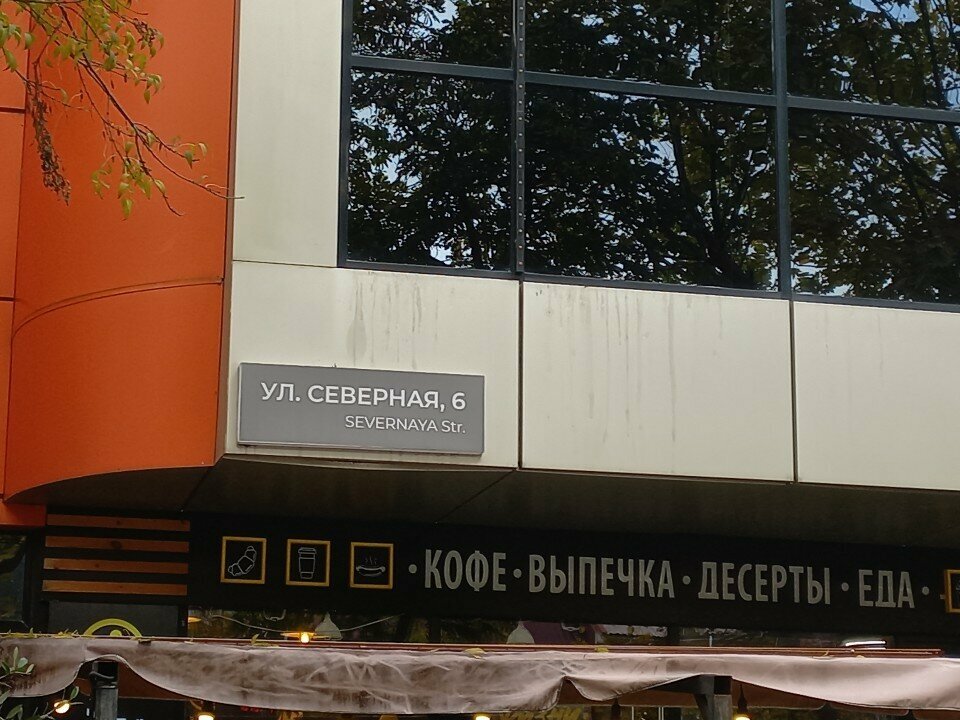 УЛ. СЕВЕРНАЯ, 6
SEVERNAYA Str.
·КОФЕ·ВЫПЕЧКА·ДЕСЕРТЫ·ЕДА·